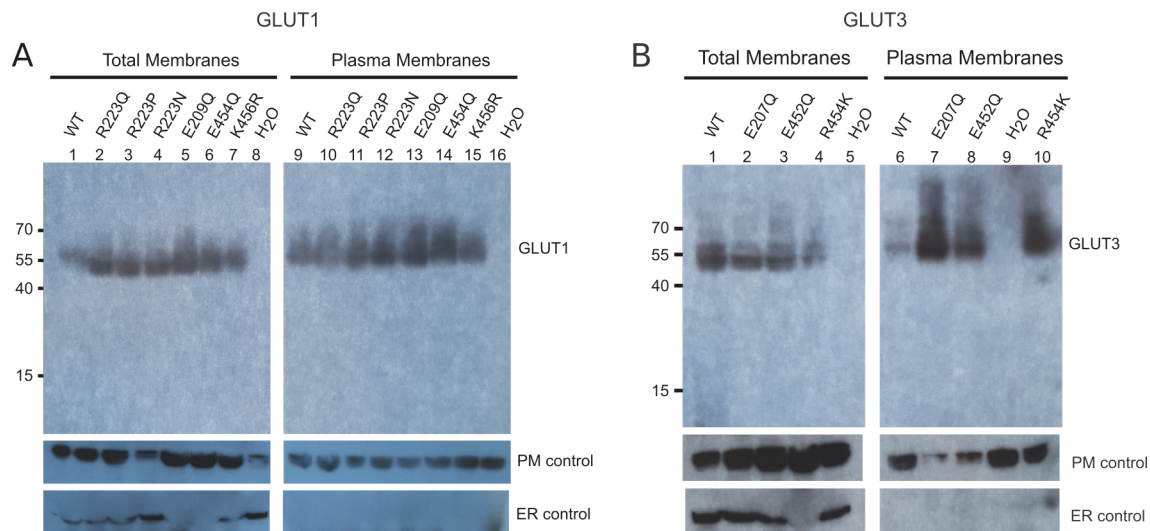 GLUT1
A
Total Membranes
Plasma Membranes
WT R223Q R223P R223N E209Q E454Q K456R H2O
WT R223Q R223P R223N E209Q E454Q K456R H2O
1 2 3 4 5 6 7 8
9 10 11 12 13 14 15 16
70
55
40
15
GLUT1
PM control
ER control
GLUT3
B
Total Membranes
Plasma Membranes
WT E207Q E452Q R454K H2O
WT E207Q E452Q H2O R454K
1 2 3 4 5
6 7 8 9 10
70
55
40
15
GLUT3
PM control
ER control